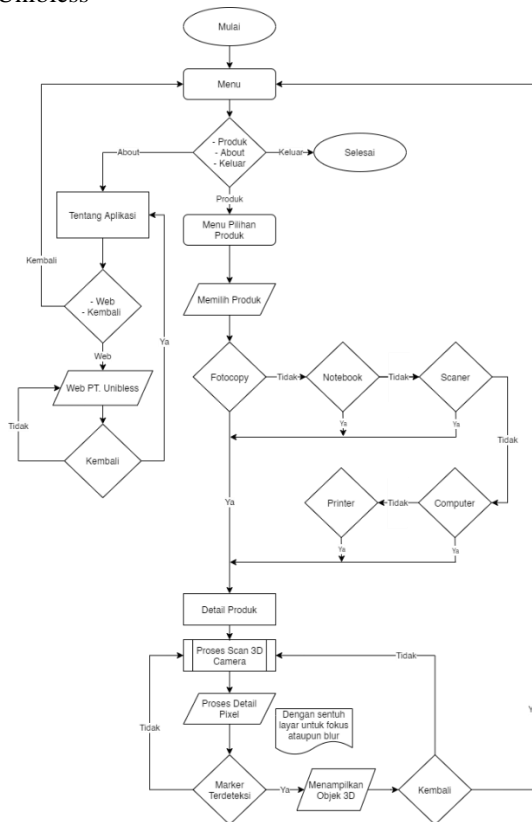 Unibless
Mulai
Menu
- Produk
- About
- Keluar
About
Keluar
Selesai
Produk
Tentang Aplikasi
Menu Pilihan
Produk
Kembali
- Web
- Kembali
Memilih Produk
Ya
Web
Web PT. Unibless
Fotocopy
Tidak
Notebook
Tidak
Scaner
Tidak
Ya
Ya
Tidak
Kembali
Ya
Printer
Tidak
Computer
Ya
Ya
Detail Produk
Proses Scan 3D
Camera
Tidak
Proses Detail
Pixel
Dengan sentuh
layar untuk fokus
ataupun blur
Tidak
Marker
Terdeteksi
Ya
Menampilkan
Objek 3D
Kembali